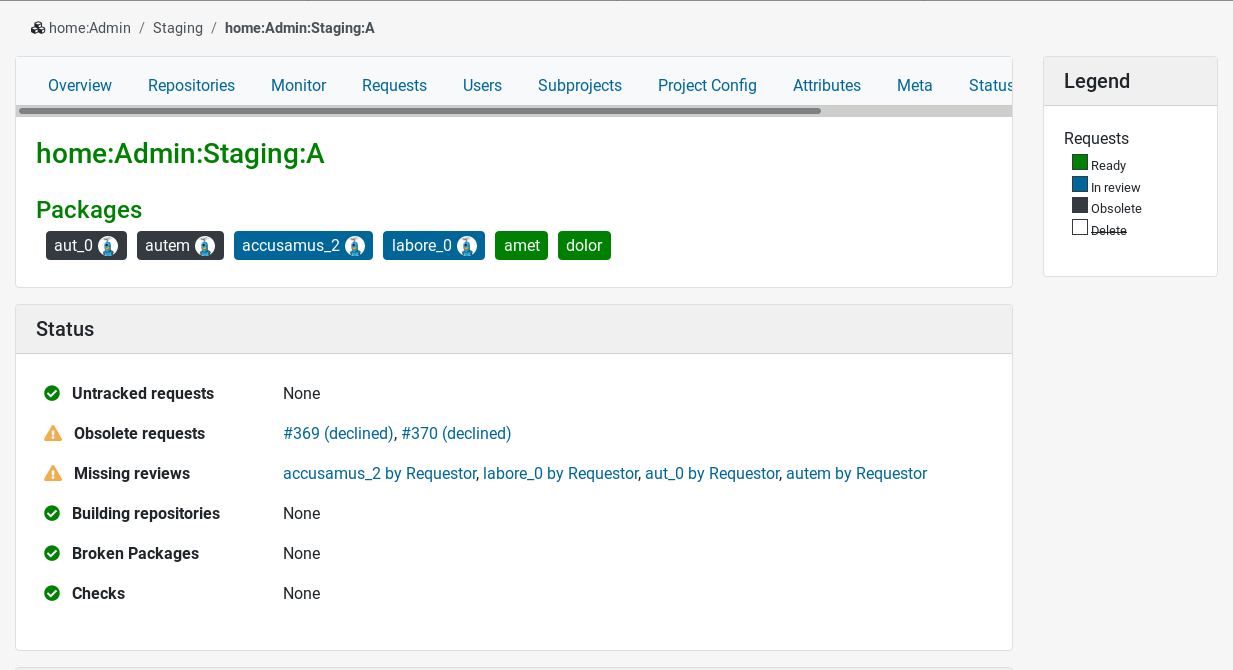 home:Admin / Staging / home:Admin:Staging:A
Overview Repositories Monitor Requests Users Subprojects Project Config Attributes Meta Status
home:Admin:Staging:A
Packages
aut_0 autem accusamus_2 labore_0 amet dolor
Status
Untracked requests None
Obsolete requests #369 (declined), #370 (declined)
Missing reviews accusamus_2 by Requestor, labore_0 by Requestor, aut_0 by Requestor, autem by Requestor
Building repositories None
Broken Packages None
Checks None
Legend
Requests
Ready
In review
Obsolete
Delete